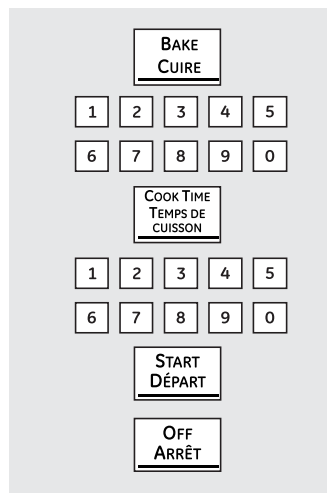 BAKE
CUIRE
1 2 3 4 5
6 7 8 9 0
COOK TIME
TEMPS DE
CUISSON
1 2 3 4 5
6 7 8 9 0
START
DÉPART
OFF
ARRÊT